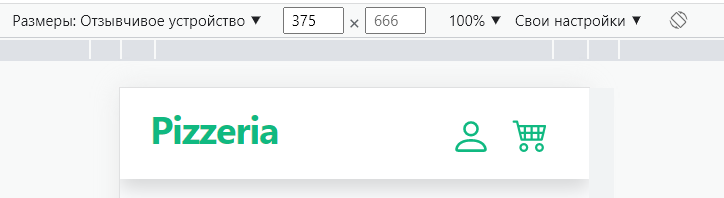 Размеры: Отзывчивое устройство ▼ 375 × 666 100% ▼ Свои настройки ▼
Pizzeria